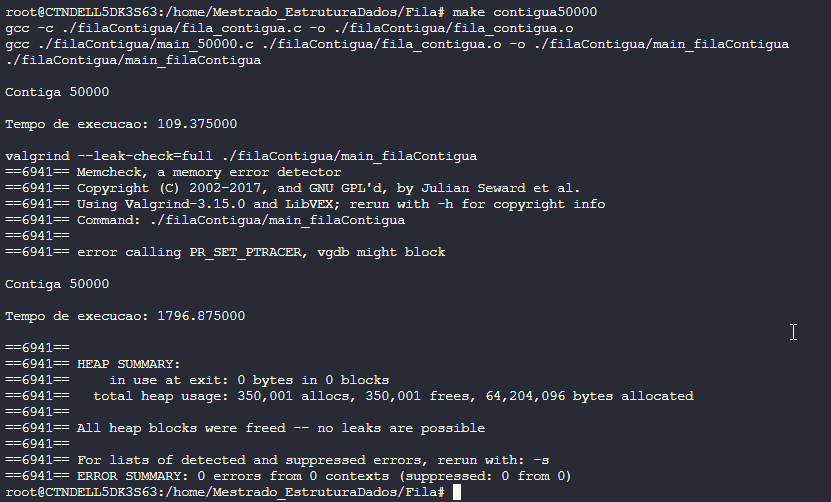 root@CTNDELL5DK3S63:/home/Mestrado_EstruturaDados/Fila# make contigua50000
gcc -c ./filaContigua/fila_contigua.c -o ./filaContigua/fila_contigua.o
gcc ./filaContigua/main_50000.c ./filaContigua/fila_contigua.o -o ./filaContigua/main_filaContigua
./filaContigua/main_filaContigua
Contiga 50000
Tempo de execucao: 109.375000
valgrind --leak-check=full ./filaContigua/main_filaContigua
==6941== Memcheck, a memory error detector
==6941== Copyright (C) 2002-2017, and GNU GPL'd, by Julian Seward et al.
==6941== Using Valgrind-3.15.0 and LibVEX; rerun with -h for copyright info
==6941== Command: ./filaContigua/main_filaContigua
==6941==
==6941== error calling PR_SET_PTRACER, vgdb might block
Contiga 50000
Tempo de execucao: 1796.875000
==6941==
==6941== HEAP SUMMARY:
==6941==     in use at exit: 0 bytes in 0 blocks
==6941==   total heap usage: 350,001 allocs, 350,001 frees, 64,204,096 bytes allocated
==6941==
==6941== All heap blocks were freed -- no leaks are possible
==6941==
==6941== For lists of detected and suppressed errors, rerun with: -s
==6941== ERROR SUMMARY: 0 errors from 0 contexts (suppressed: 0 from 0)
root@CTNDELL5DK3S63:/home/Mestrado_EstruturaDados/Fila#